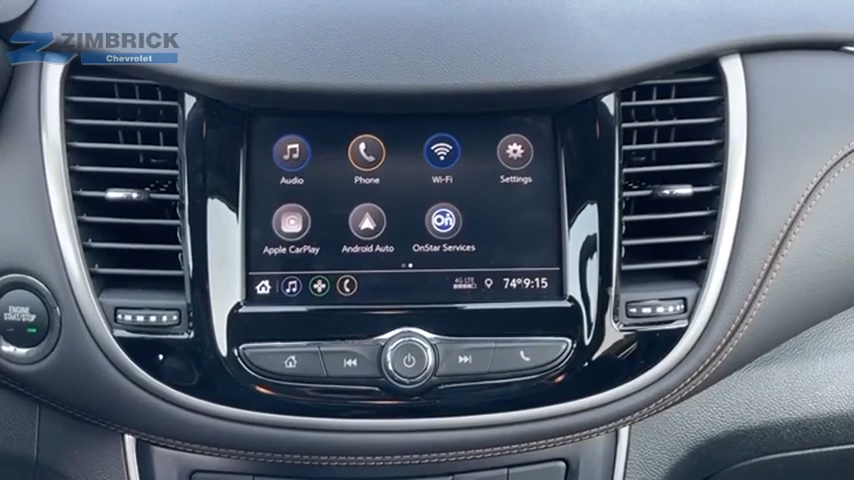 ZIMBRICK
Chevrolet
Audio
Phone
Wi-Fi
Settings
Apple CarPlay
Android Auto
OnStar Services
4G LTE
74° 9:15
ENGINE
START/STOP